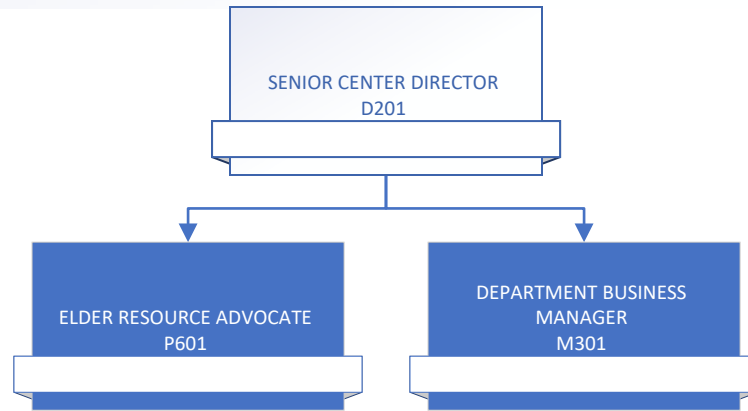 SENIOR CENTER DIRECTOR
D201
ELDER RESOURCE ADVOCATE
P601
DEPARTMENT BUSINESS
MANAGER
M301